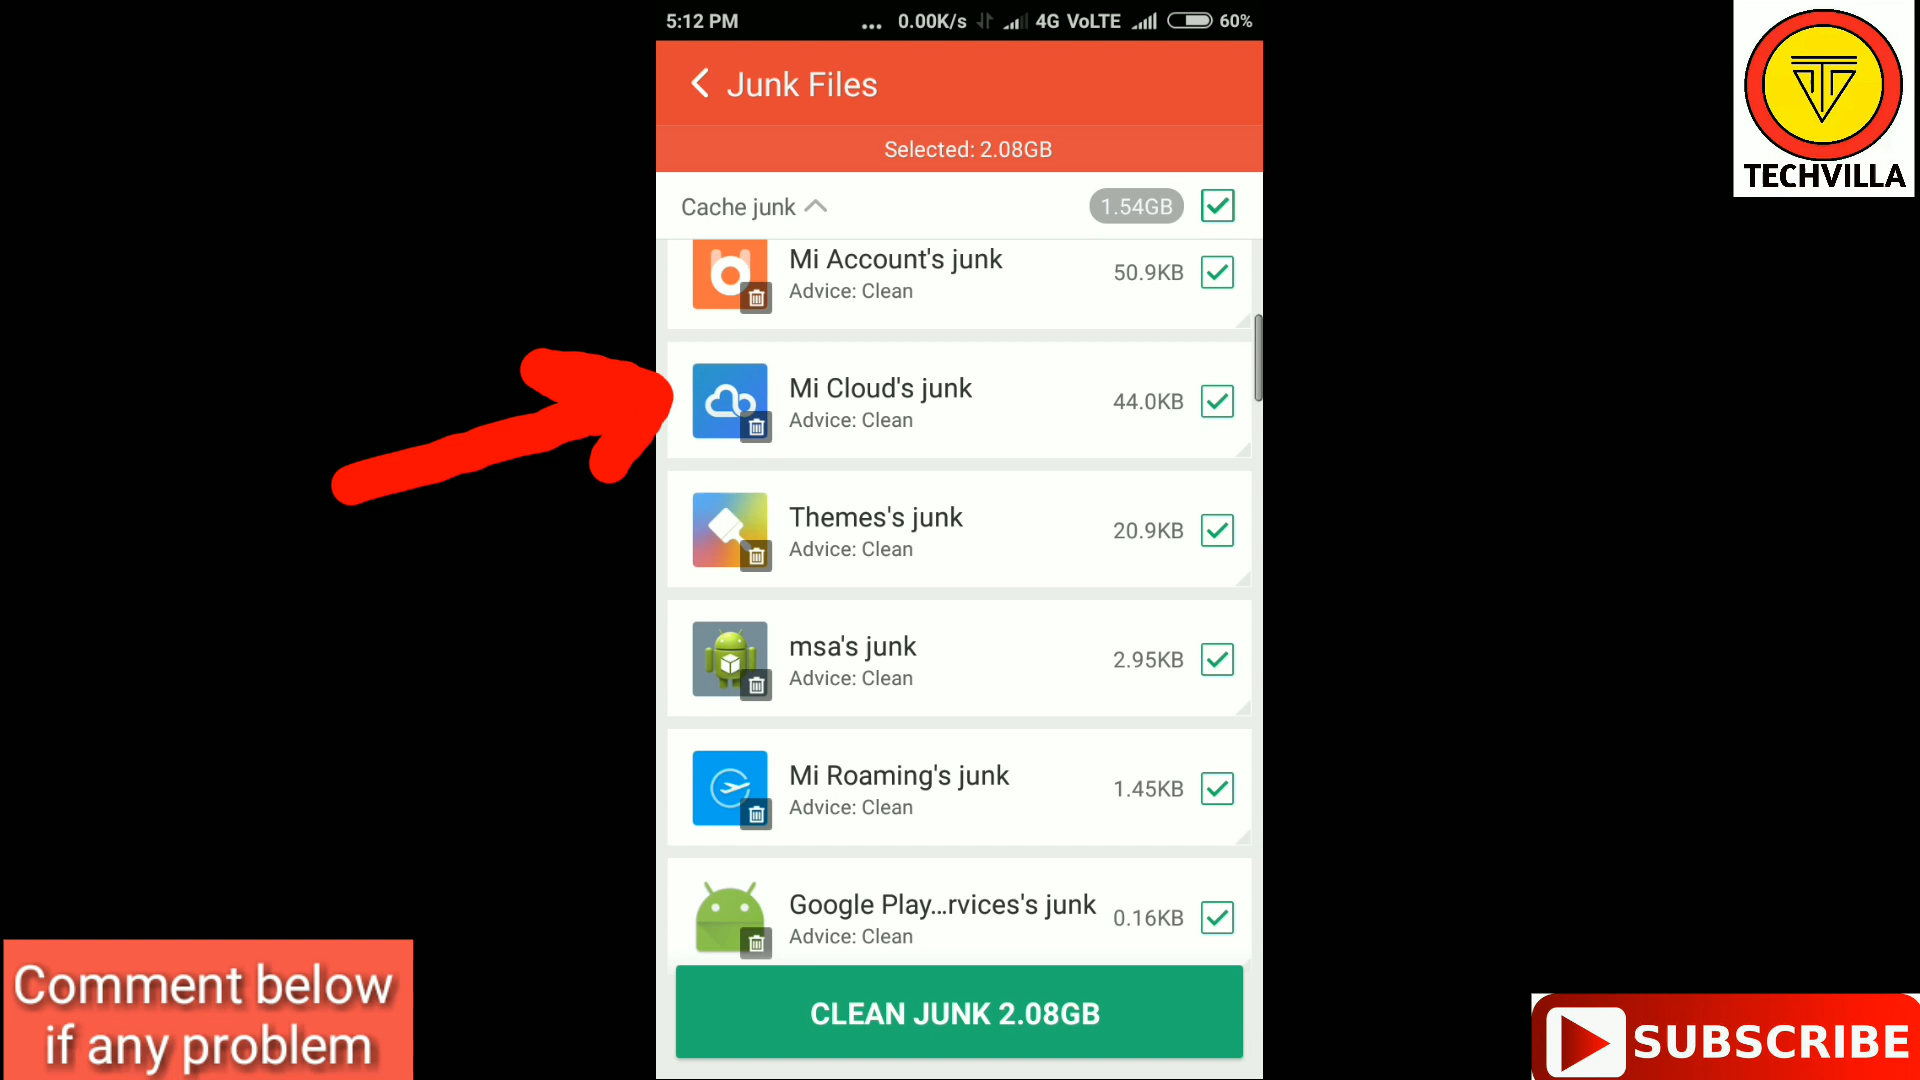 5:12 PM ... 0.00K/s 4G VoLTE 60%
Junk Files
Selected: 2.08GB
Cache junk 1.54GB
Mi Account's junk 50.9KB
Advice: Clean
Mi Cloud's junk 44.0KB
Advice: Clean
Themes's junk 20.9KB
Advice: Clean
msa's junk 2.95KB
Advice: Clean
Mi Roaming's junk 1.45KB
Advice: Clean
Google Play...rvices's junk 0.16KB
Advice: Clean
CLEAN JUNK 2.08GB
TECHVILLA
Comment below
if any problem
SUBSCRIBE